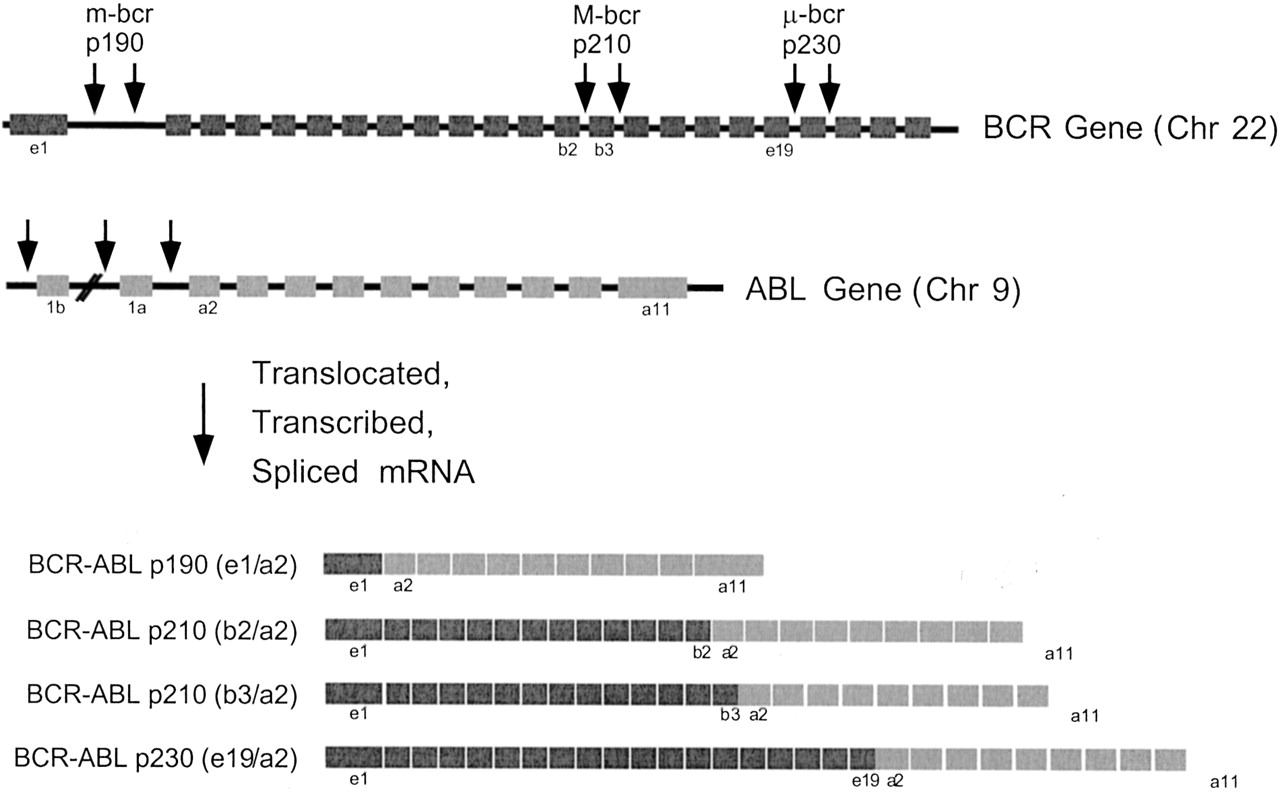 m-bcr M-bcr μ-bcr
p190 p210 p230
BCR Gene (Chr 22)
e1 b2 b3 e19
ABL Gene (Chr 9)
1b 1a a2 a11
Translocated,
Transcribed,
Spliced mRNA
BCR-ABL p190 (e1/a2)
e1 a2 a11
BCR-ABL p210 (b2/a2)
e1 b2 a2 a11
BCR-ABL p210 (b3/a2)
e1 b3 a2 a11
BCR-ABL p230 (e19/a2)
e1 e19 a2 a11